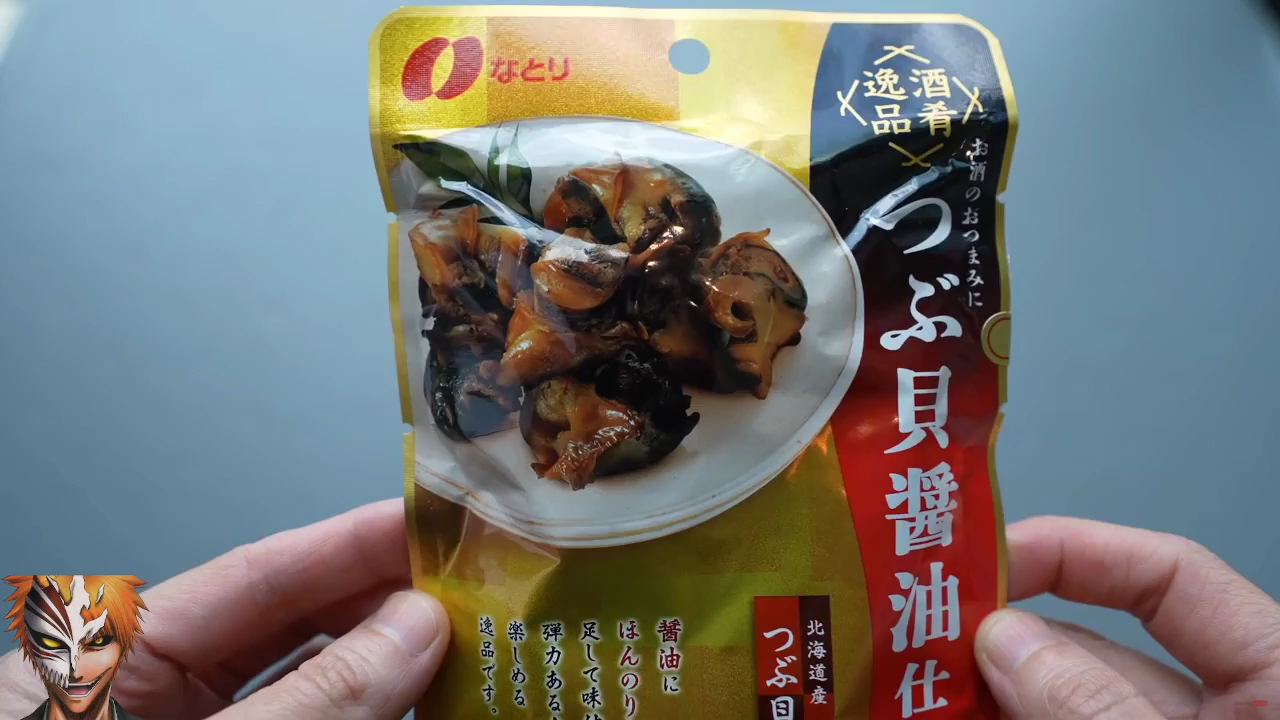 なとり
酒肴
逸品
お酒のおつまみに
つぶ貝醤油仕
北海道産
つぶ貝
醤油に
ほんのり
足して味
弾力ある
楽しめる
逸品です。